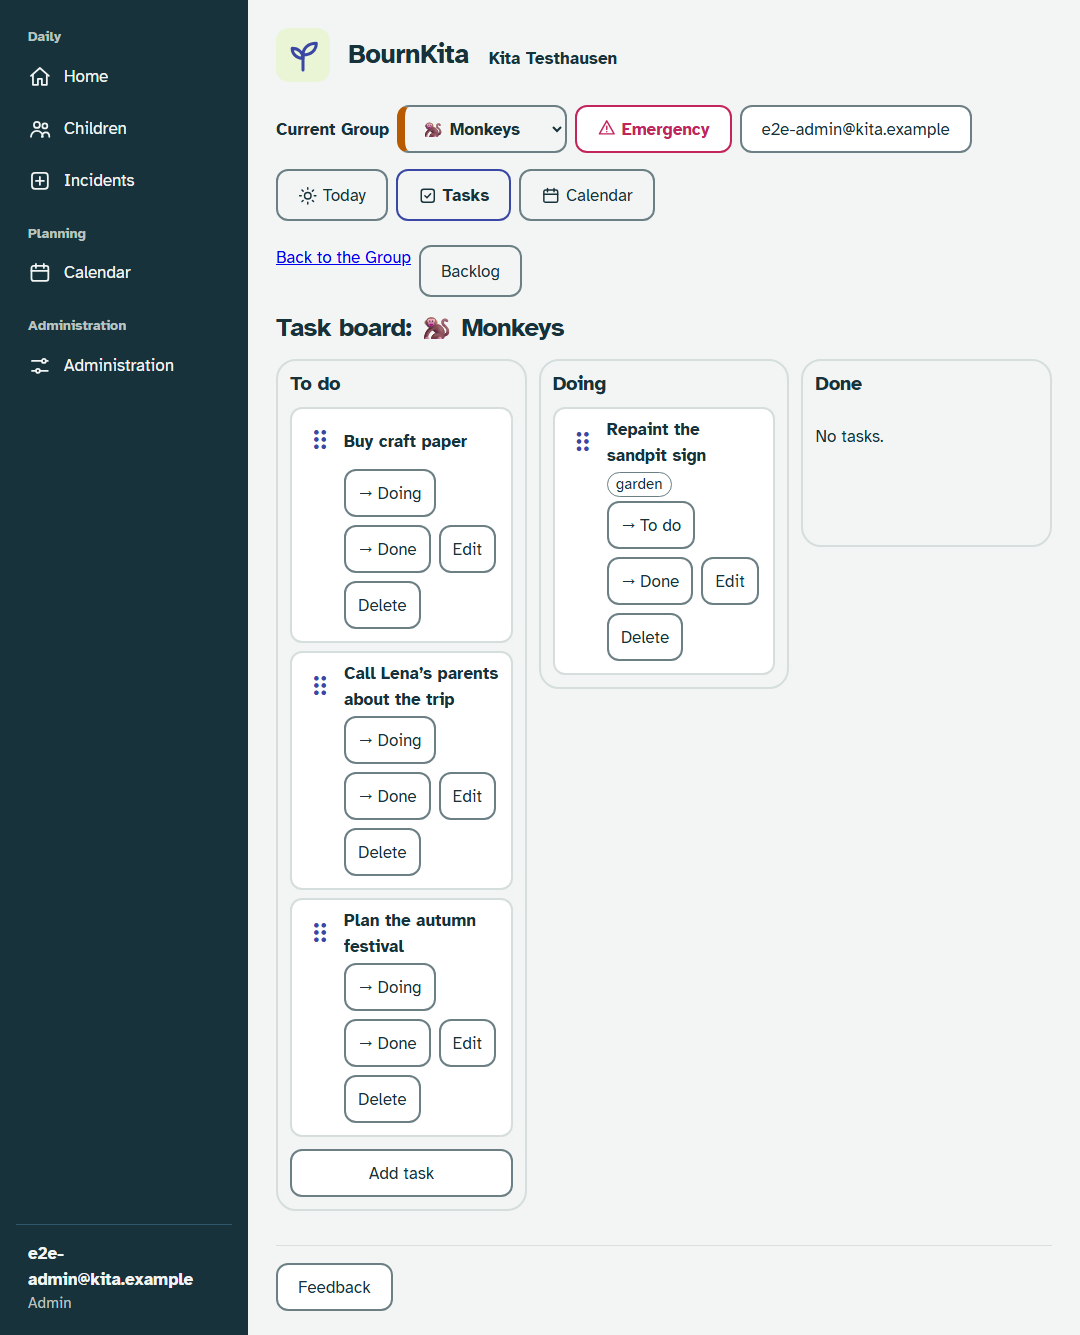 Daily
Home
Children
Incidents
Planning
Calendar
Administration
Administration
e2e-
admin@kita.example
Admin
BournKita Kita Testhausen
Current Group 🐒 Monkeys Emergency e2e-admin@kita.example
Today Tasks Calendar
Back to the Group Backlog
Task board: 🐒 Monkeys
To do
Buy craft paper
→ Doing
→ Done Edit
Delete
Call Lena’s parents
about the trip
→ Doing
→ Done Edit
Delete
Plan the autumn
festival
→ Doing
→ Done Edit
Delete
Add task
Doing
Repaint the
sandpit sign
garden
→ To do
→ Done Edit
Delete
Done
No tasks.
Feedback